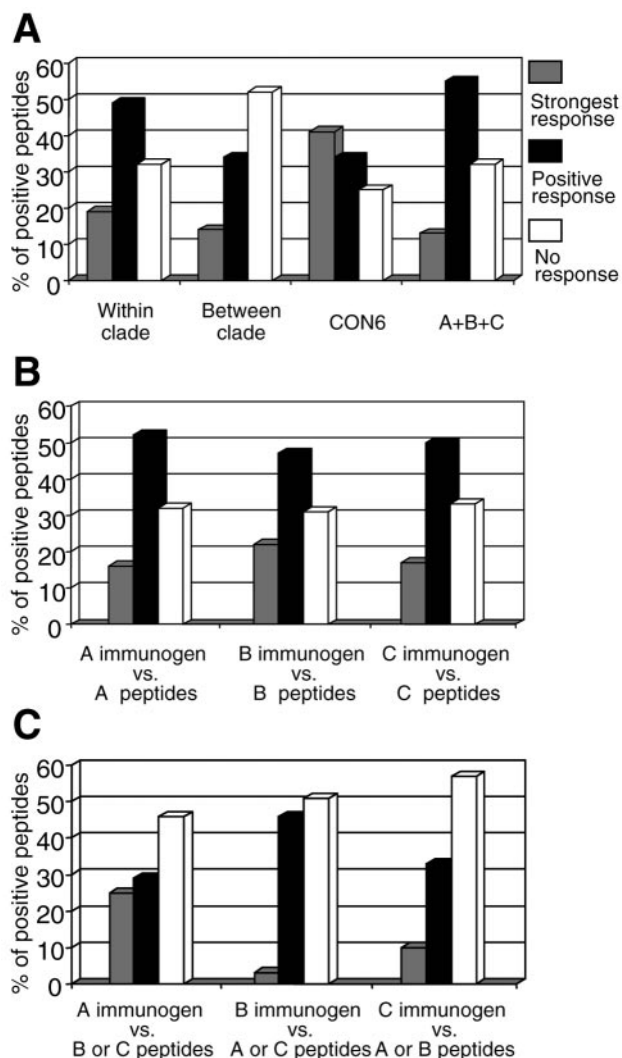 A
% of positive peptides
60
50
40
30
20
10
0
Within
clade
Between
clade
CON6
A+B+C
Strongest
response
Positive
response
No
response
B
% of positive peptides
60
50
40
30
20
10
0
A immunogen
vs.
A peptides
B immunogen
vs.
B peptides
C immunogen
vs.
C peptides
C
% of positive peptides
60
50
40
30
20
10
0
A immunogen
vs.
B or C peptides
B immunogen
vs.
A or C peptides
C immunogen
vs.
A or B peptides